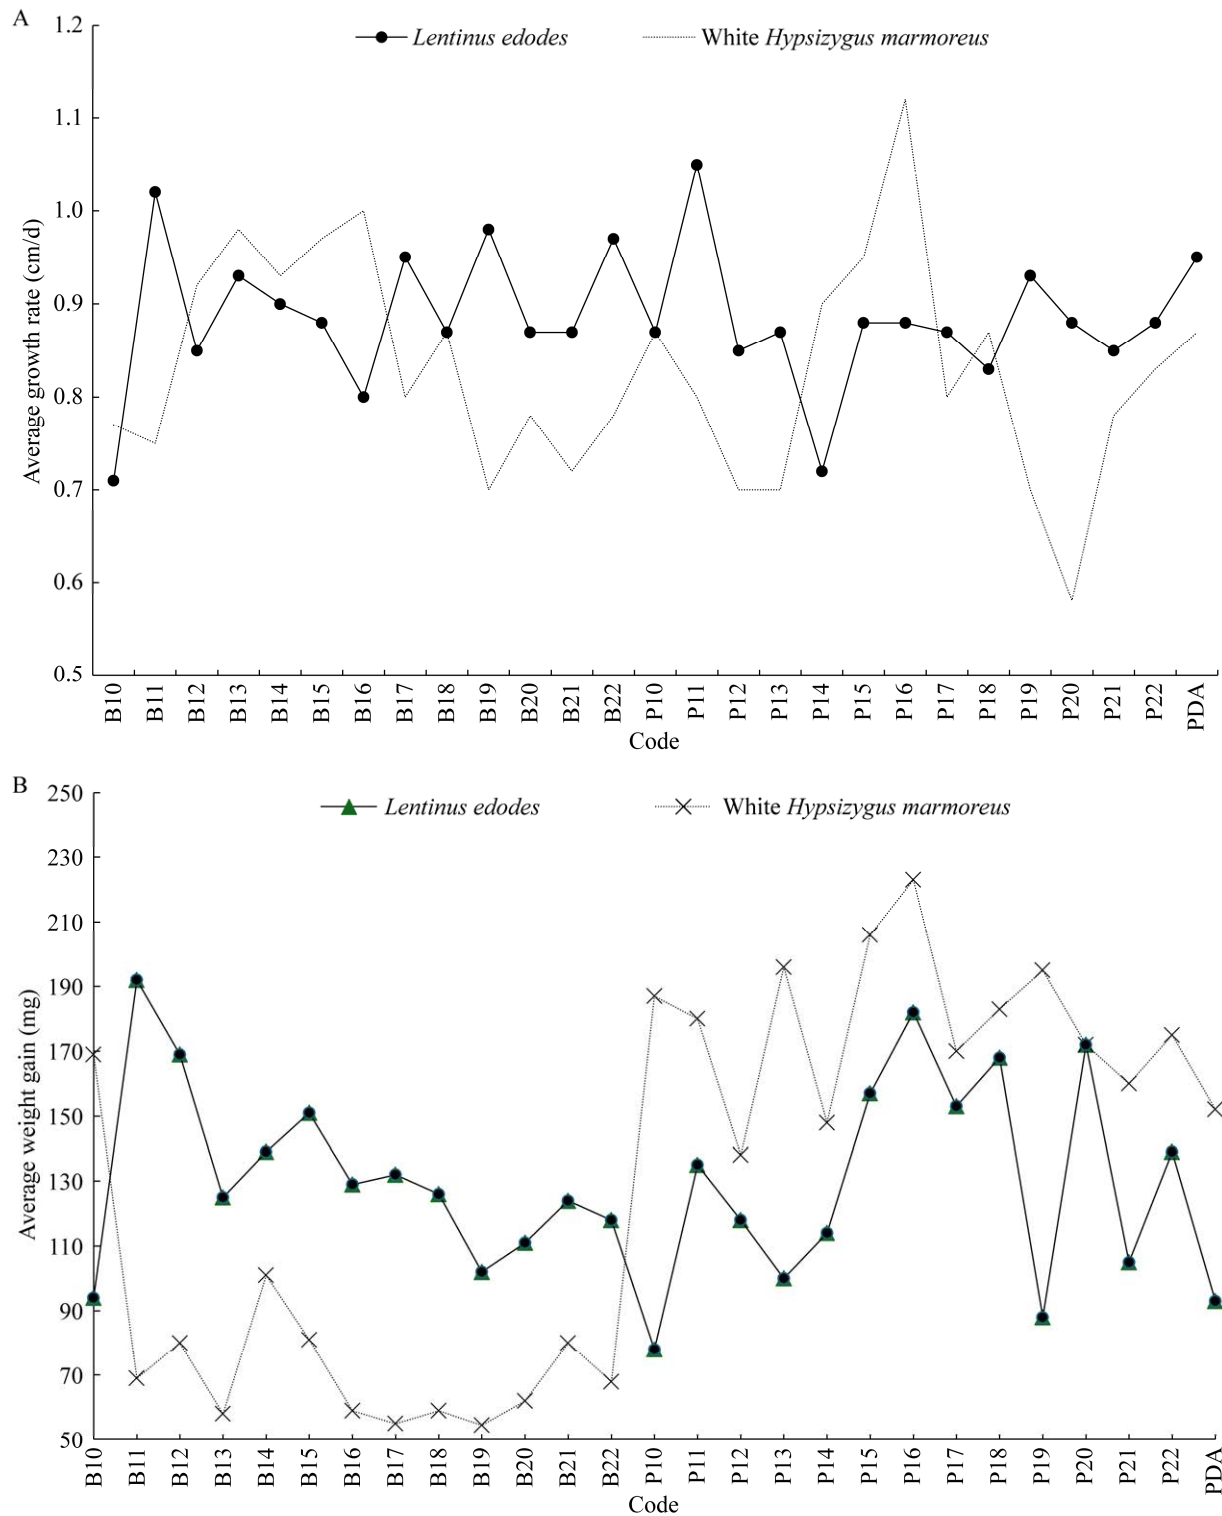 A
Lentinus edodes
White Hypsizygus marmoreus
Average growth rate (cm/d)
1.2
1.1
1.0
0.9
0.8
0.7
0.6
0.5
B10 B11 B12 B13 B14 B15 B16 B17 B18 B19 B20 B21 B22 P10 P11 P12 P13 P14 P15 P16 P17 P18 P19 P20 P21 P22 PDA
Code
B
Lentinus edodes
White Hypsizygus marmoreus
Average weight gain (mg)
250
230
210
190
170
150
130
110
90
70
50
B10 B11 B12 B13 B14 B15 B16 B17 B18 B19 B20 B21 B22 P10 P11 P12 P13 P14 P15 P16 P17 P18 P19 P20 P21 P22 PDA
Code